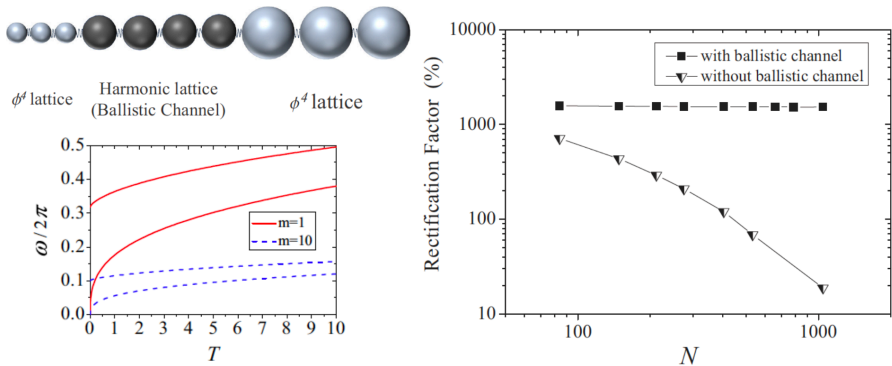 ϕ⁴ lattice
Harmonic lattice
(Ballistic Channel)
ϕ⁴ lattice
0.5
0.4
0.3
0.2
0.1
0.0
ω/2π
m=1
m=10
0 1 2 3 4 5 6 7 8 9 10
T
10000
1000
100
10
Rectification Factor (%)
with ballistic channel
without ballistic channel
100 1000
N